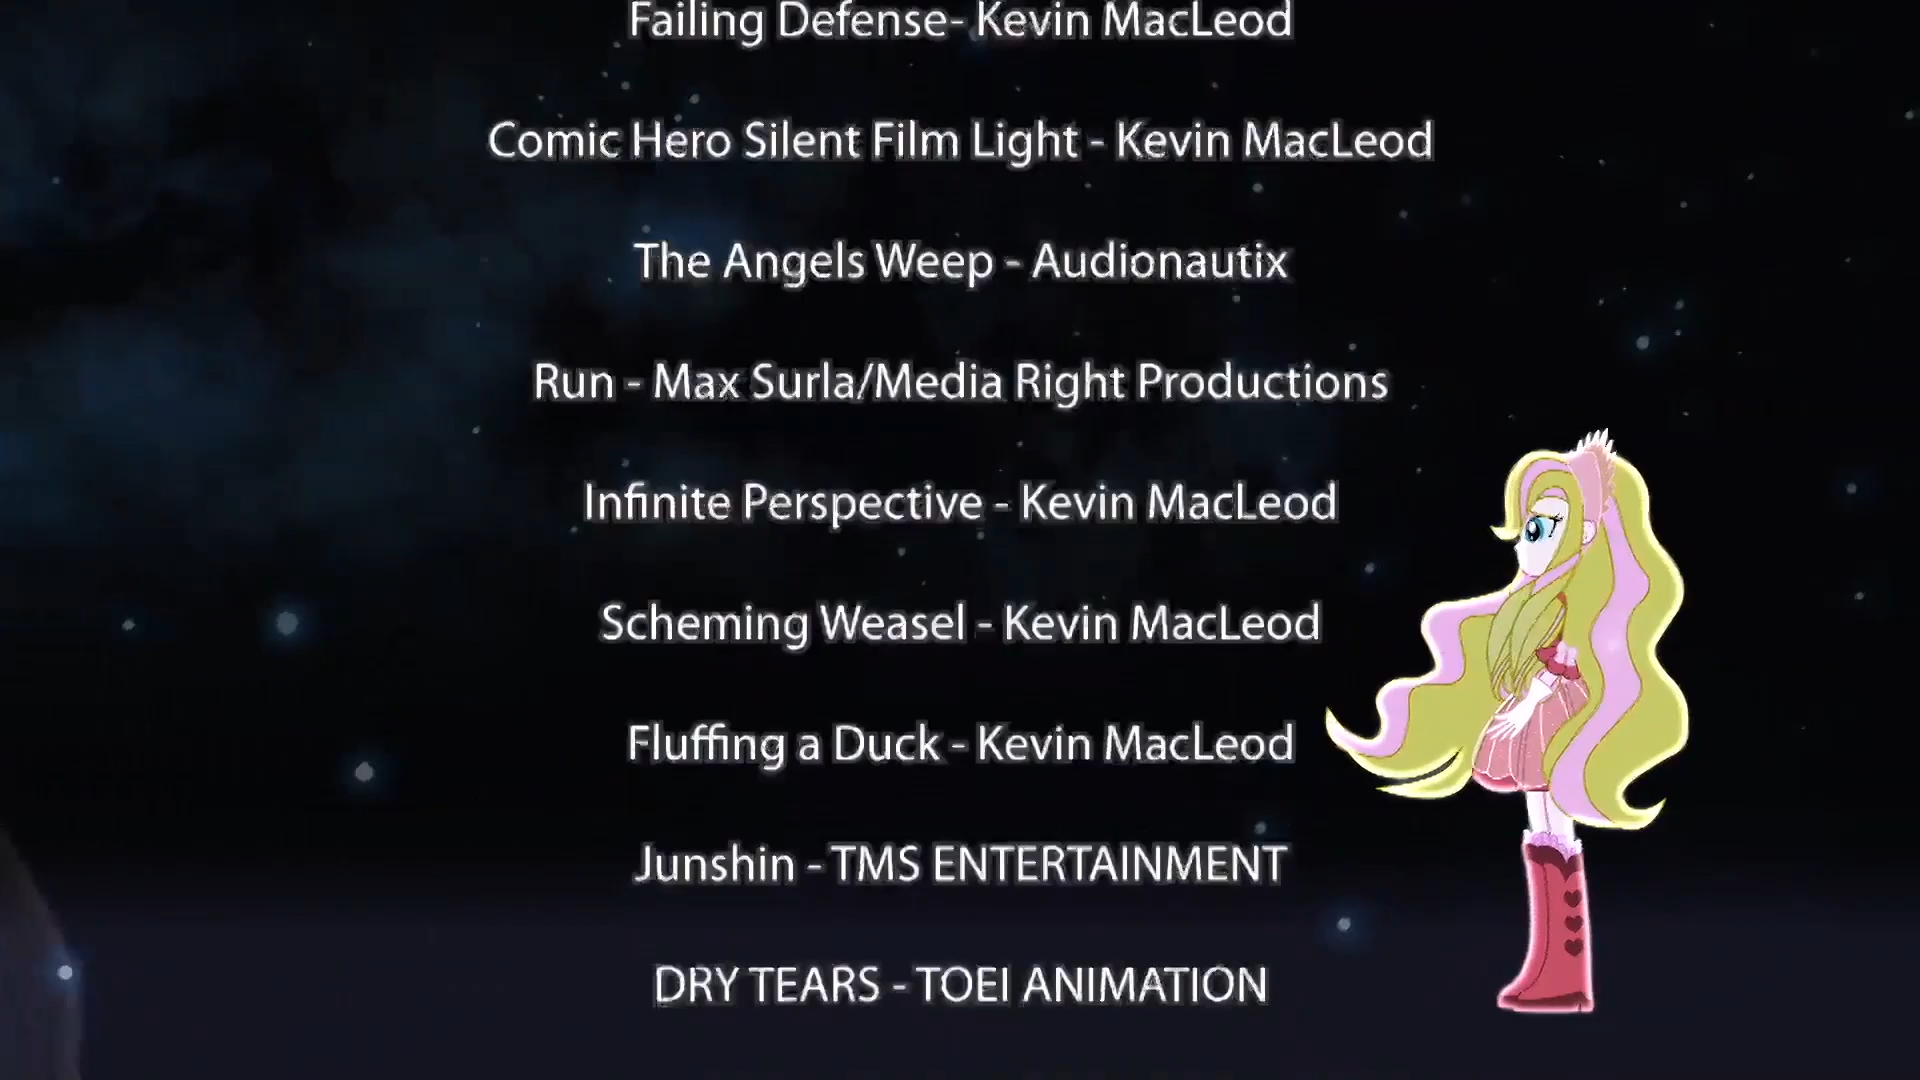 Failing Defense- Kevin MacLeod
Comic Hero Silent Film Light - Kevin MacLeod
The Angels Weep - Audionautix
Run - Max Surla/Media Right Productions
Infinite Perspective - Kevin MacLeod
Scheming Weasel - Kevin MacLeod
Fluffing a Duck - Kevin MacLeod
Junshin - TMS ENTERTAINMENT
DRY TEARS - TOEI ANIMATION